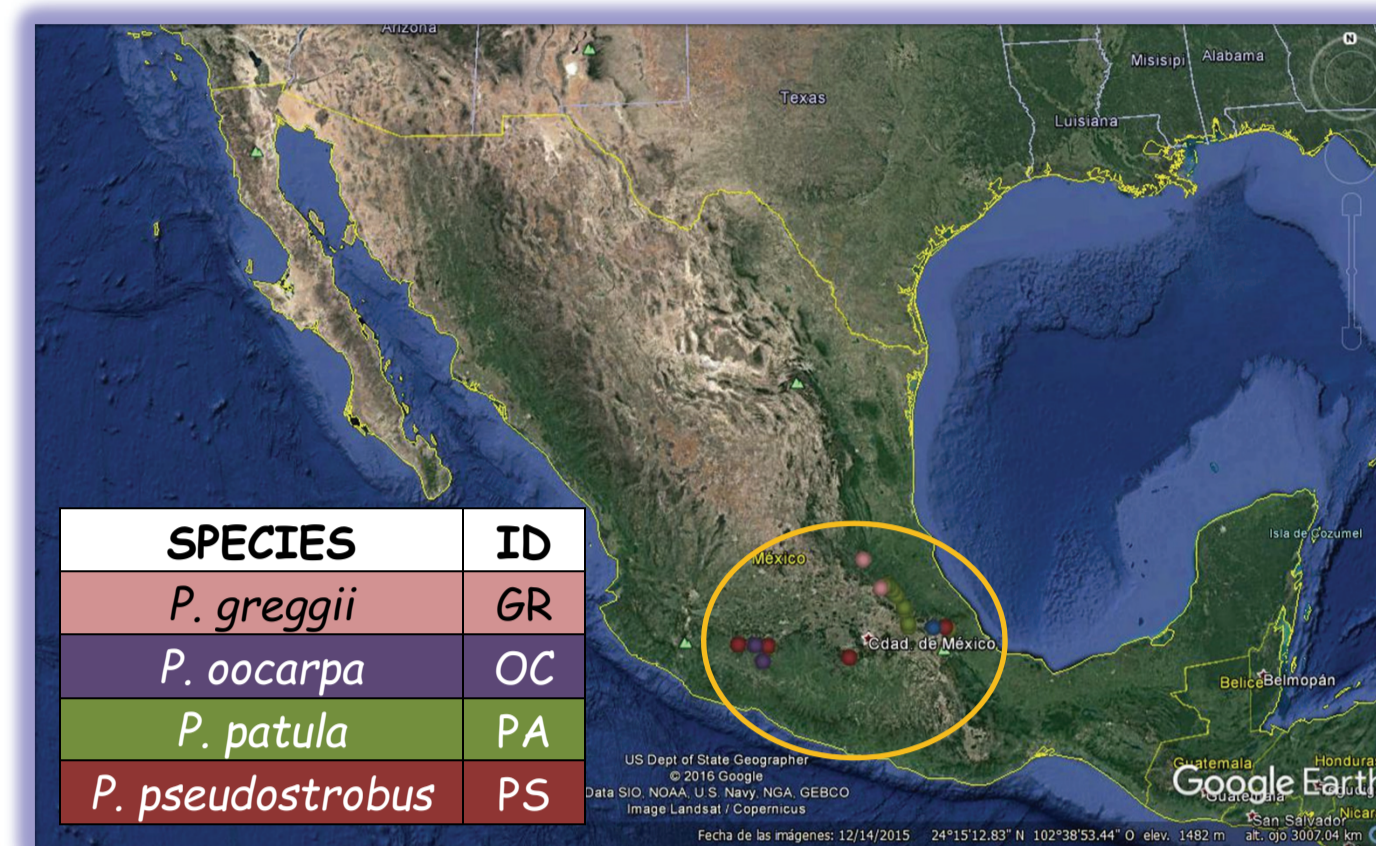 Arizona
Texas
Misisipi
Alabama
Luisiana
N
México
Cdad. de México
Isla de Cozumel
Belice
Belmopán
SPECIES ID
P. greggii GR
P. oocarpa OC
P. patula PA
P. pseudostrobus PS
Guatemala
Honduras
San Salvador
US Dept of State Geographer
© 2016 Google
Data SIO, NOAA, U.S. Navy, NGA, GEBCO
Image Landsat / Copernicus
Google Earth
Fecha de las imágenes: 12/14/2015 24°15'12.83" N 102°38'53.44" O elev. 1482 m alt. ojo 3007.04 km